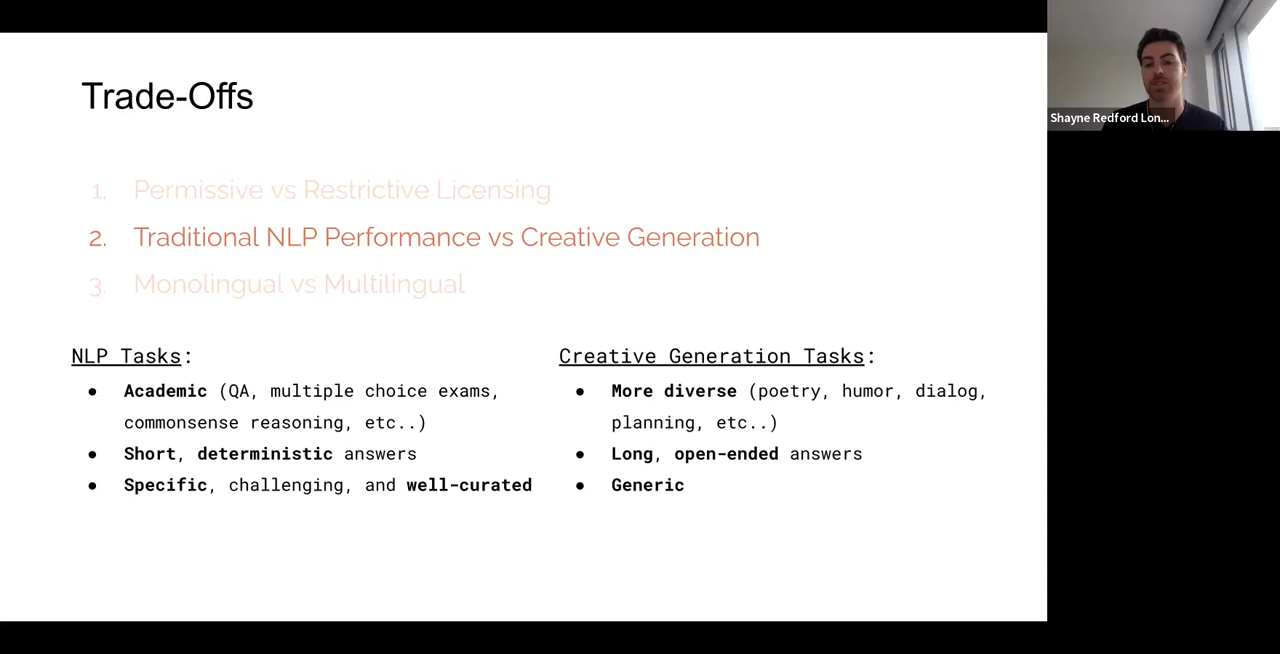 Trade-Offs
1. Permissive vs Restrictive Licensing
2. Traditional NLP Performance vs Creative Generation
3. Monolingual vs Multilingual
NLP Tasks:
● Academic (QA, multiple choice exams,
commonsense reasoning, etc..)
● Short, deterministic answers
● Specific, challenging, and well-curated
Creative Generation Tasks:
● More diverse (poetry, humor, dialog,
planning, etc..)
● Long, open-ended answers
● Generic
Shayne Redford Lon...